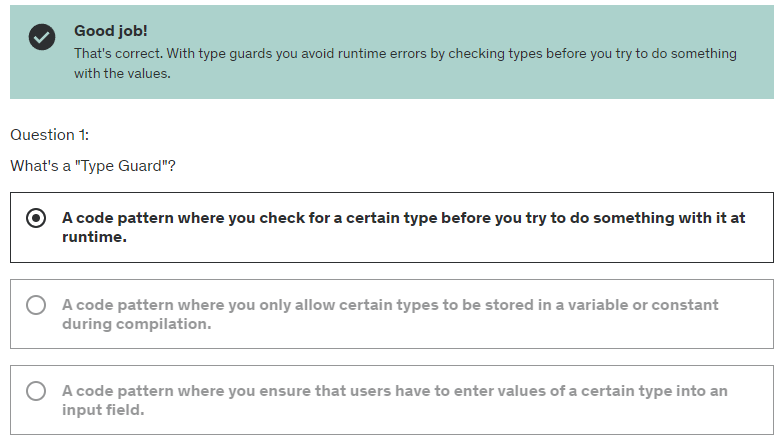 Good job!
That's correct. With type guards you avoid runtime errors by checking types before you try to do something
with the values.
Question 1:
What's a "Type Guard"?
A code pattern where you check for a certain type before you try to do something with it at
runtime.
A code pattern where you only allow certain types to be stored in a variable or constant
during compilation.
A code pattern where you ensure that users have to enter values of a certain type into an
input field.